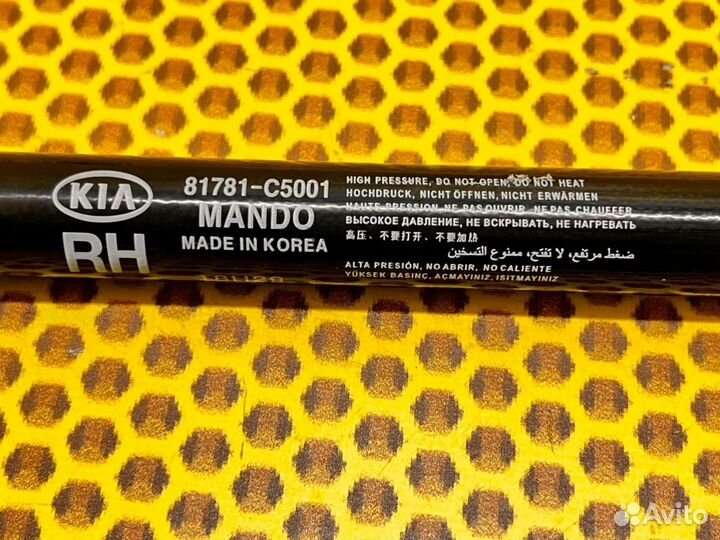 KIA
RH
81781-C5001
MANDO
MADE IN KOREA
HIGH PRESSURE, DO NOT OPEN, DO NOT HEAT
HOCHDRUCK, NICHT ÖFFNEN, NICHT ERWÄRMEN
HAUTE PRESSION, NE PAS OUVRIR, NE PAS CHAUFFER
ВЫСОКОЕ ДАВЛЕНИЕ, НЕ ВСКРЫВАТЬ, НЕ НАГРЕВАТЬ
高压、不要打开、不要加热
ضغط مرتفع، لا تفتح، ممنوع التسخين
ALTA PRESIÓN, NO ABRIR, NO CALIENTE
YÜKSEK BASINÇ, AÇMAYINIZ, ISITMAYINIZ
Avito